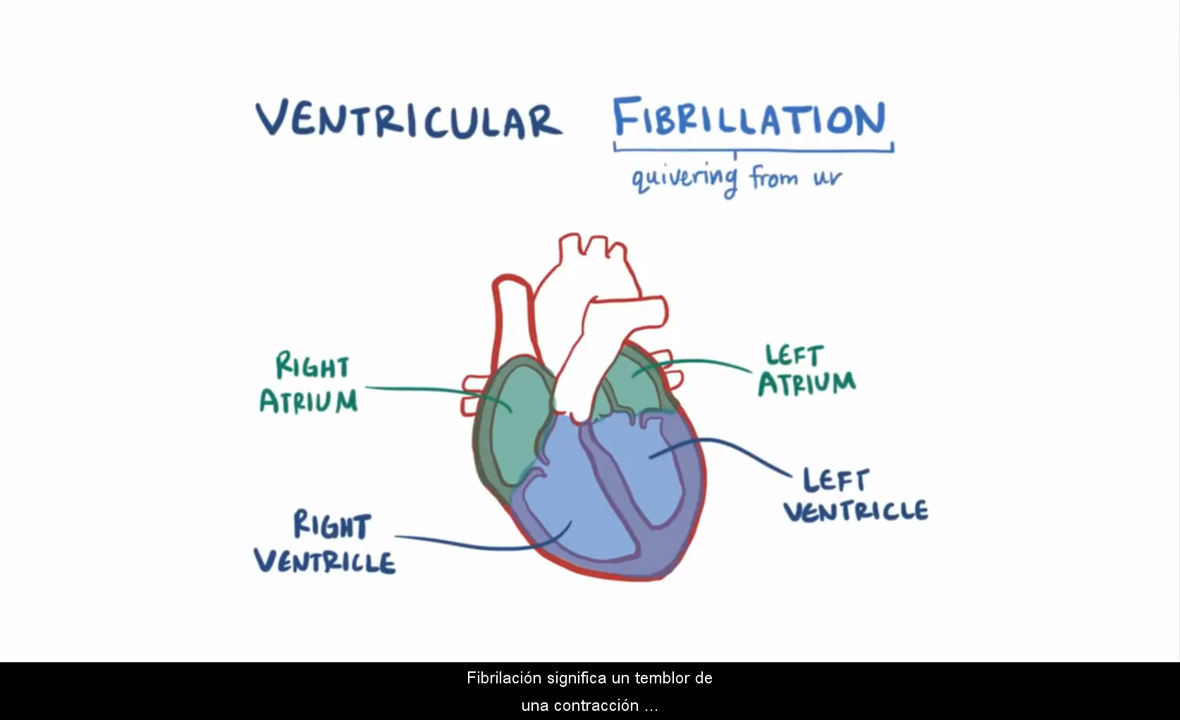 VENTRICULAR FIBRILLATION
quivering from
RIGHT
ATRIUM
LEFT
ATRIUM
LEFT
VENTRICLE
RIGHT
VENTRICLE
Fibrilación significa un temblor de
una contracción ...